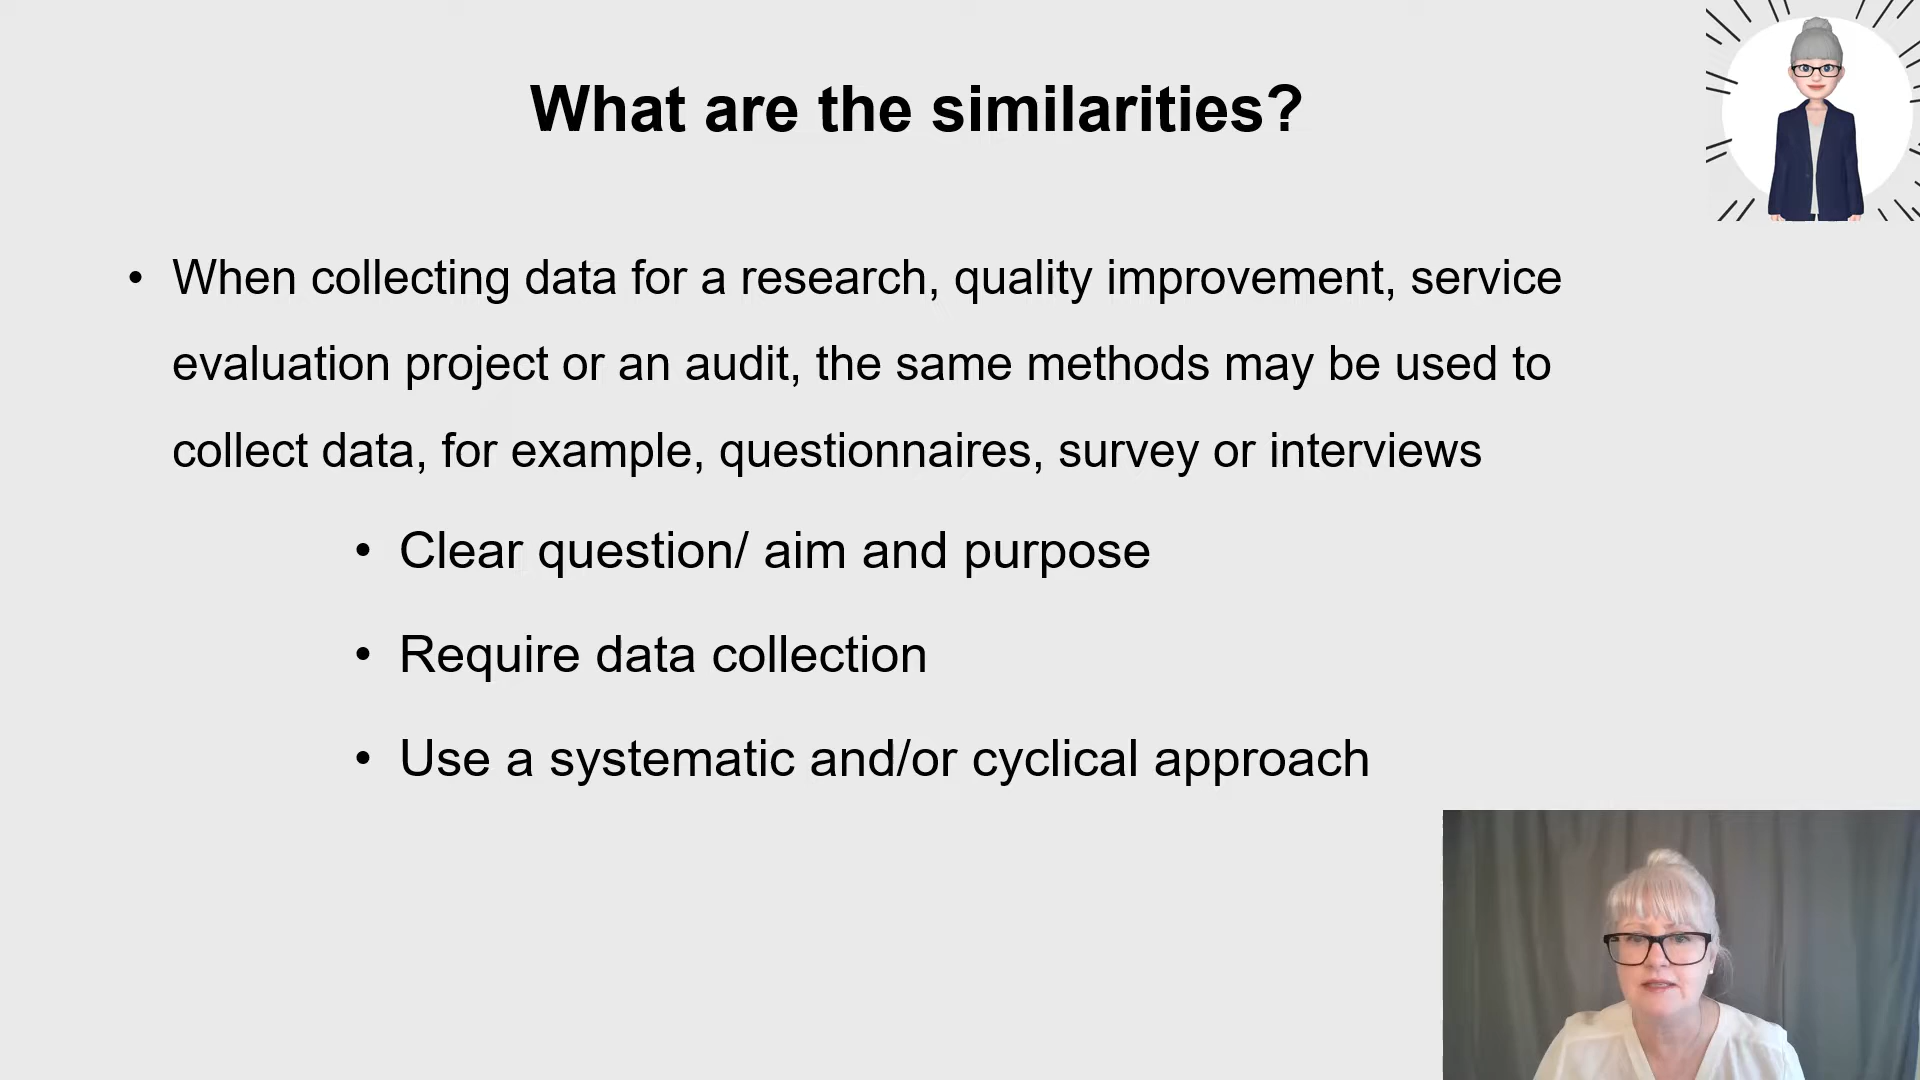 What are the similarities?
• When collecting data for a research, quality improvement, service
evaluation project or an audit, the same methods may be used to
collect data, for example, questionnaires, survey or interviews
• Clear question/ aim and purpose
• Require data collection
• Use a systematic and/or cyclical approach